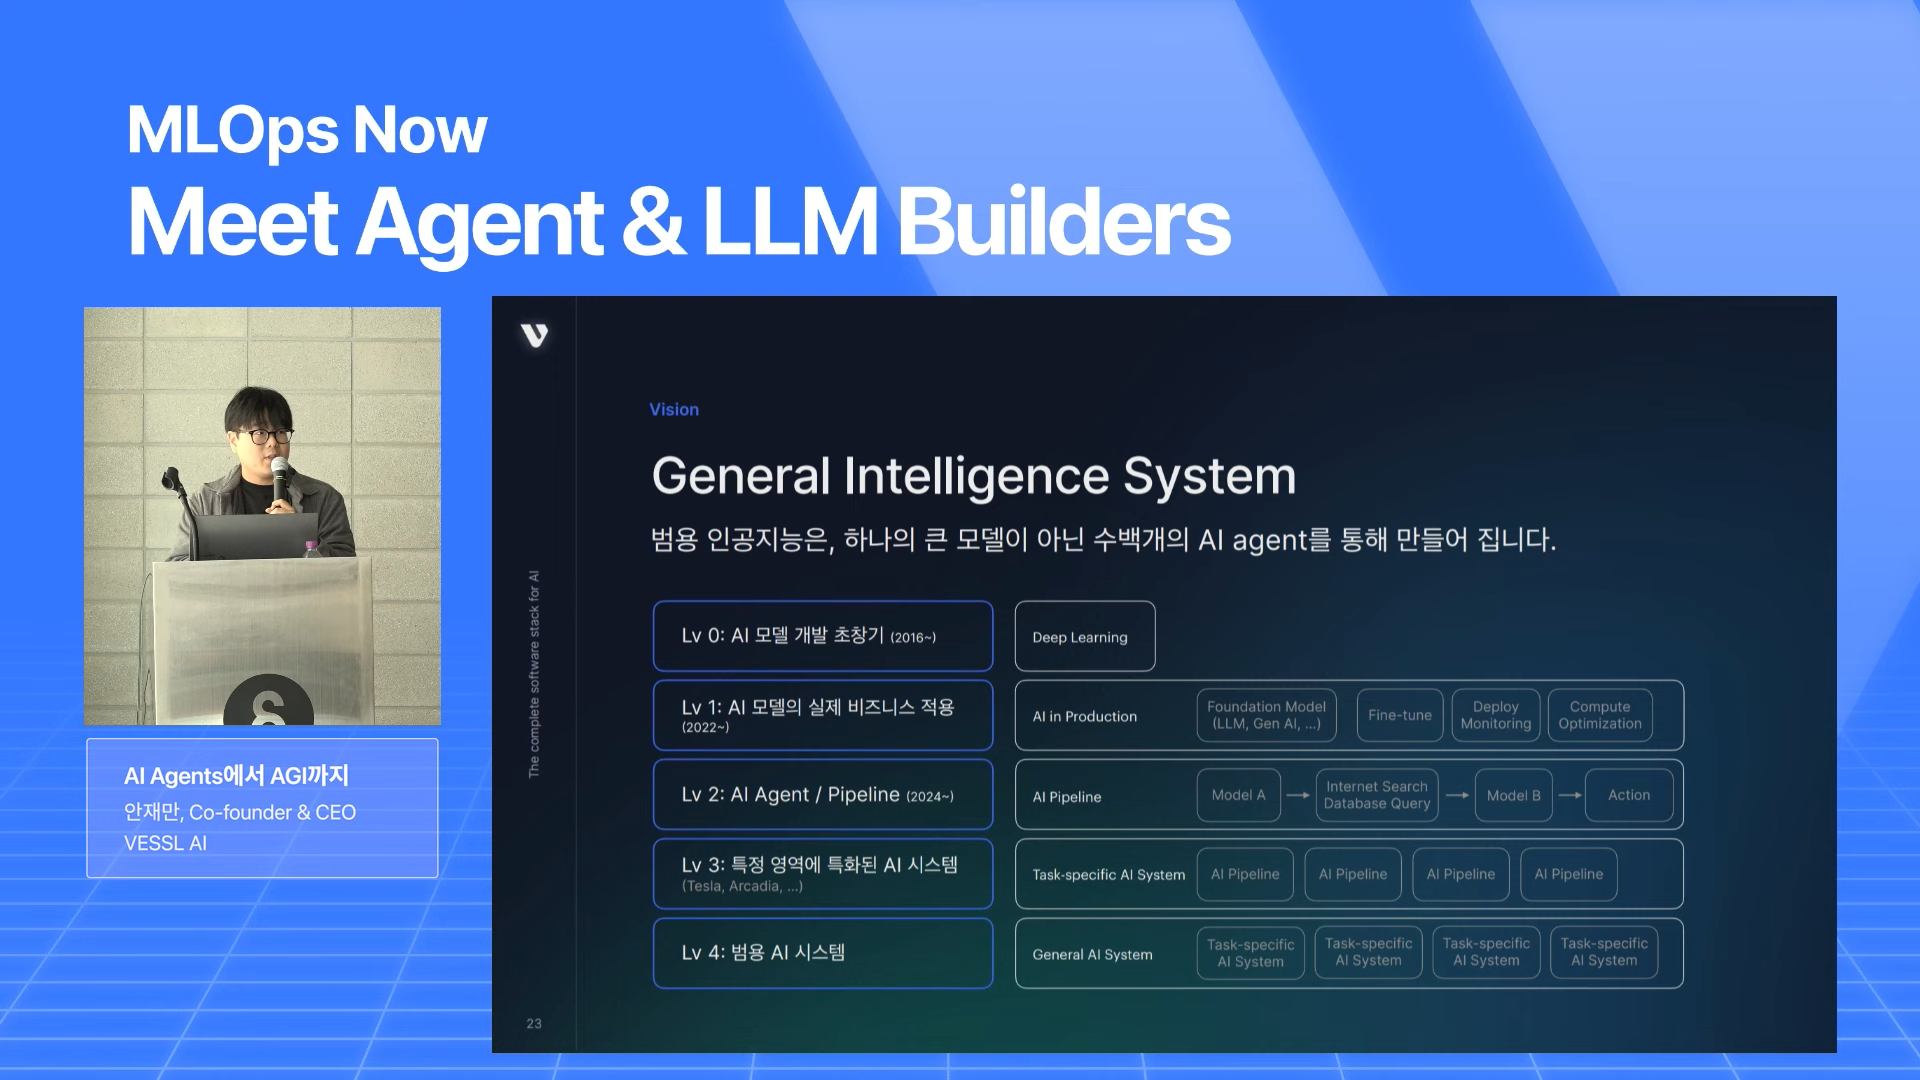 MLOps Now
Meet Agent & LLM Builders
AI Agents에서 AGI까지
안재만, Co-founder & CEO
VESSL AI
The complete software stack for AI
23
Vision
General Intelligence System
범용 인공지능은, 하나의 큰 모델이 아닌 수백개의 AI agent를 통해 만들어 집니다.
Lv 0: AI 모델 개발 초창기 (2016~)
Deep Learning
Lv 1: AI 모델의 실제 비즈니스 적용
(2022~)
AI in Production
Foundation Model
(LLM, Gen AI, ...)
Fine-tune
Deploy
Monitoring
Compute
Optimization
Lv 2: AI Agent / Pipeline (2024~)
AI Pipeline
Model A
Internet Search
Database Query
Model B
Action
Lv 3: 특정 영역에 특화된 AI 시스템
(Tesla, Arcadia, ...)
Task-specific AI System
AI Pipeline
AI Pipeline
AI Pipeline
AI Pipeline
Lv 4: 범용 AI 시스템
General AI System
Task-specific
AI System
Task-specific
AI System
Task-specific
AI System
Task-specific
AI System